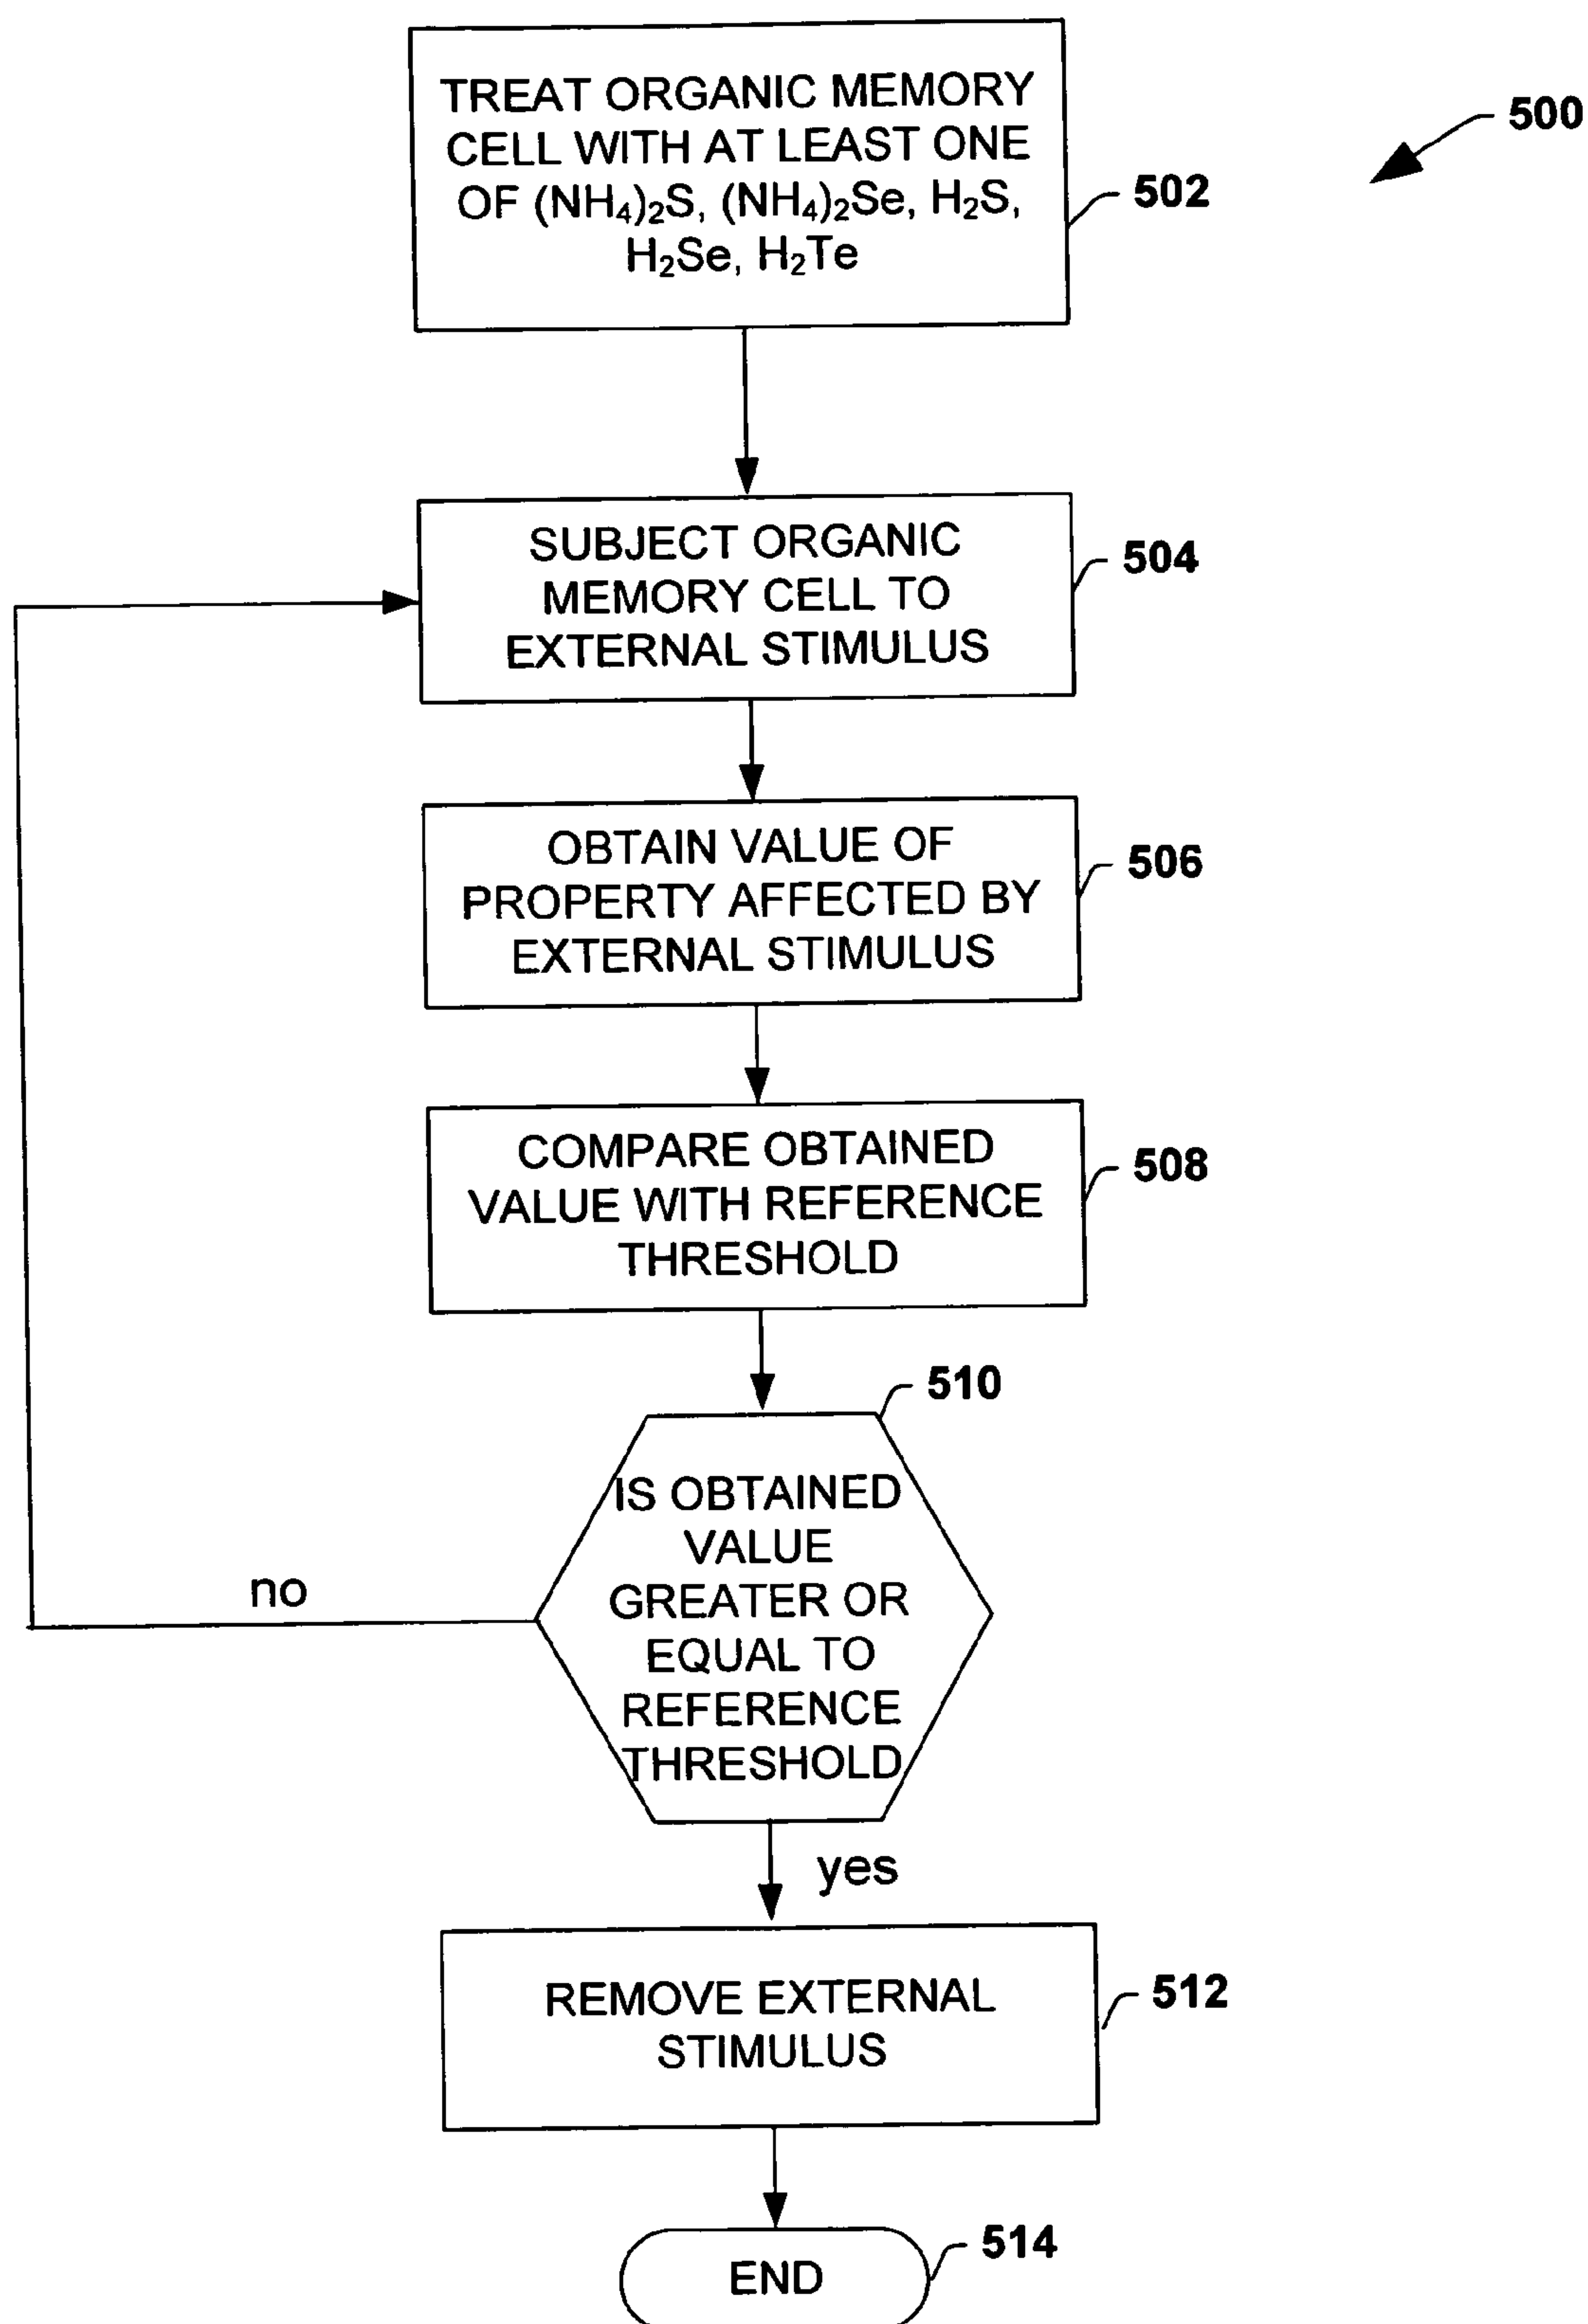 TREAT ORGANIC MEMORY
CELL WITH AT LEAST ONE
OF (NH₄)₂S, (NH₄)₂Se, H₂S,
H₂Se, H₂Te
500
502
SUBJECT ORGANIC
MEMORY CELL TO
EXTERNAL STIMULUS
504
OBTAIN VALUE OF
PROPERTY AFFECTED BY
EXTERNAL STIMULUS
506
COMPARE OBTAINED
VALUE WITH REFERENCE
THRESHOLD
508
510
IS OBTAINED
VALUE
GREATER OR
EQUAL TO
REFERENCE
THRESHOLD
no
yes
REMOVE EXTERNAL
STIMULUS
512
END
514